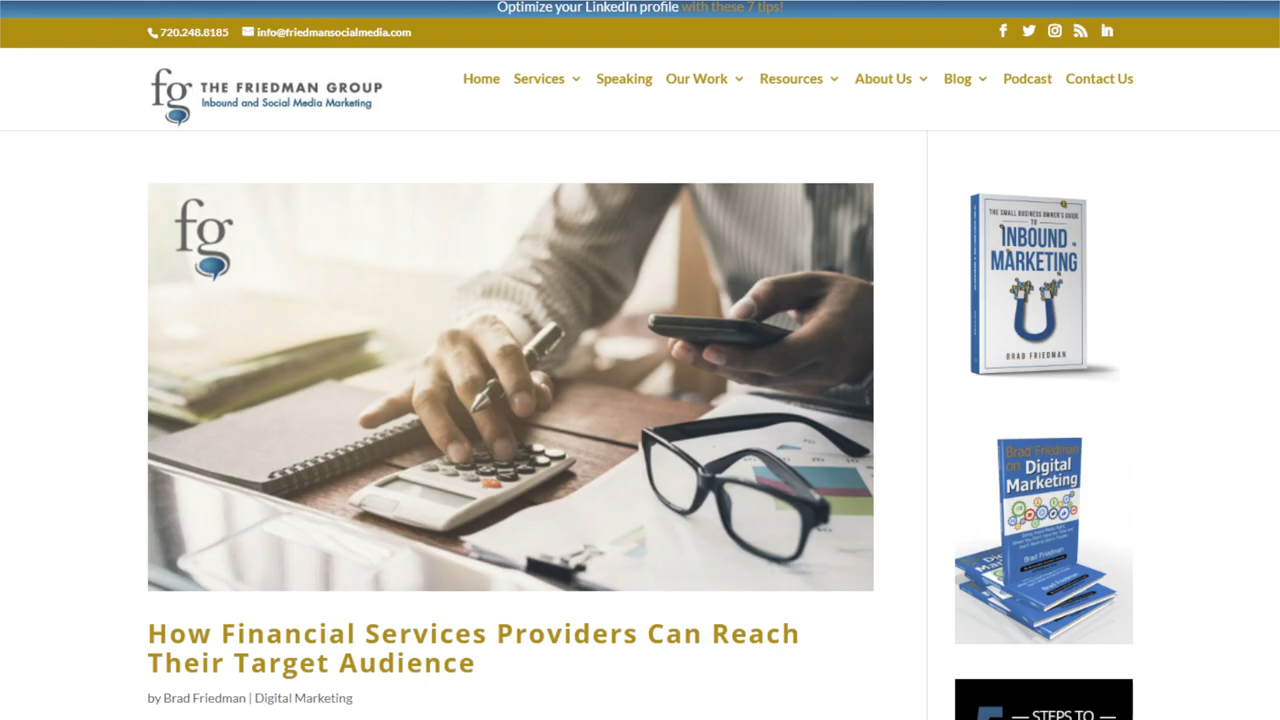 Optimize your LinkedIn profile with these 7 tips!
720.248.8185 info@friedmansocialmedia.com
fg THE FRIEDMAN GROUP
Inbound and Social Media Marketing
Home Services Speaking Our Work Resources About Us Blog Podcast Contact Us
fg
THE SMALL BUSINESS OWNER'S GUIDE
TO
INBOUND
MARKETING
BRAD FRIEDMAN
Brad Friedman
on Digital
Marketing
Brad Friedman
How Financial Services Providers Can Reach
Their Target Audience
by Brad Friedman | Digital Marketing
5 STEPS TO